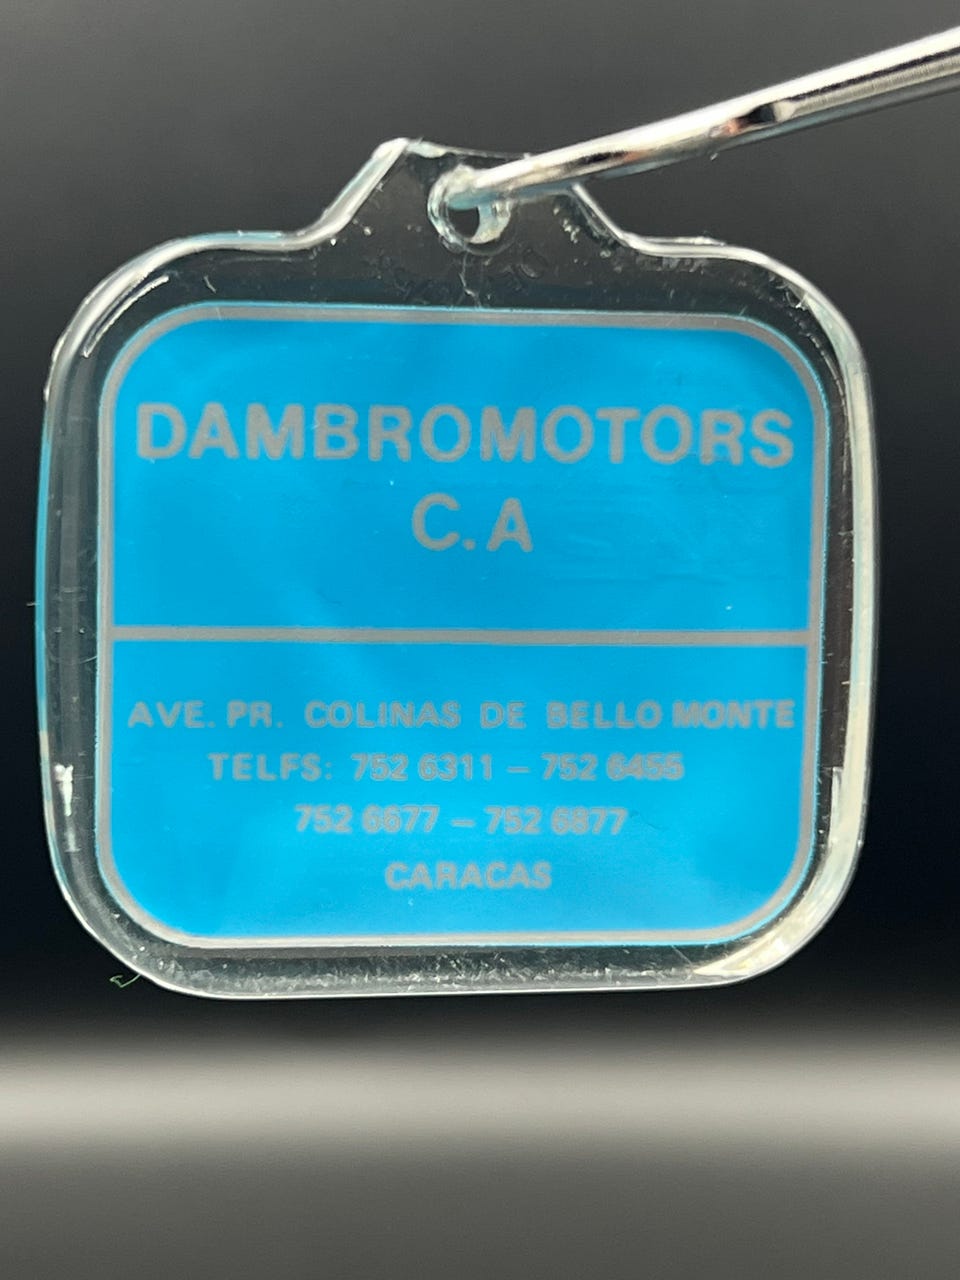 DAMBROMOTORS
C.A
AVE. PR. COLINAS DE BELLO MONTE
TELFS: 752 6311 – 752 6455
752 6677 – 752 6877
CARACAS